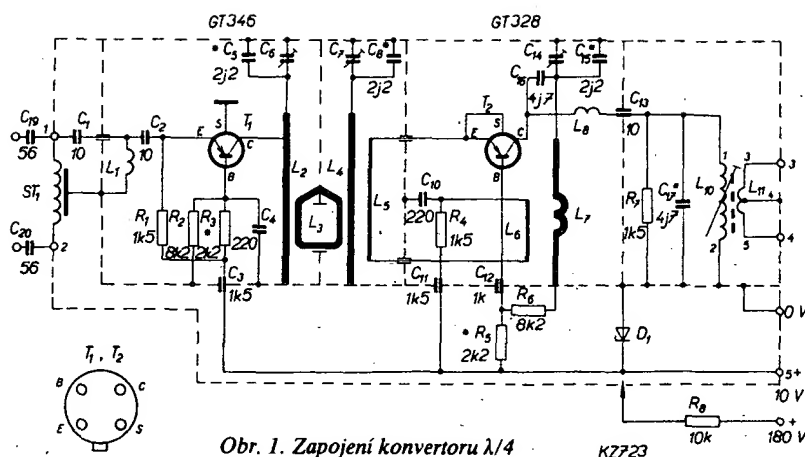 GT346 GT328
C5 2j2 C6 C7 C8 2j2 C14 C15 2j2
C16 4j7
C19 56 1 C1 10 C2 10 E S T1 C B
T2 S E C B
L8 C13 10
ST1 L1 L2 L4 L3 L5 L6 L7
C10 220 R4 1k5
R1 1k5 R2 8k2 R3 2k2 C4 220
R7 1k5 C17 4j7 L10 1 2 L11 3 4 5
3
4
4
C20 56 2
C3 1k5 C11 1k5 C12 1k R6 8k2
R5 2k2 D1
0 V
5+
10 V
R8 10k
+
180 V
T1, T2
B C
E S
Obr. 1. Zapojení konvertoru λ/4
KZ723